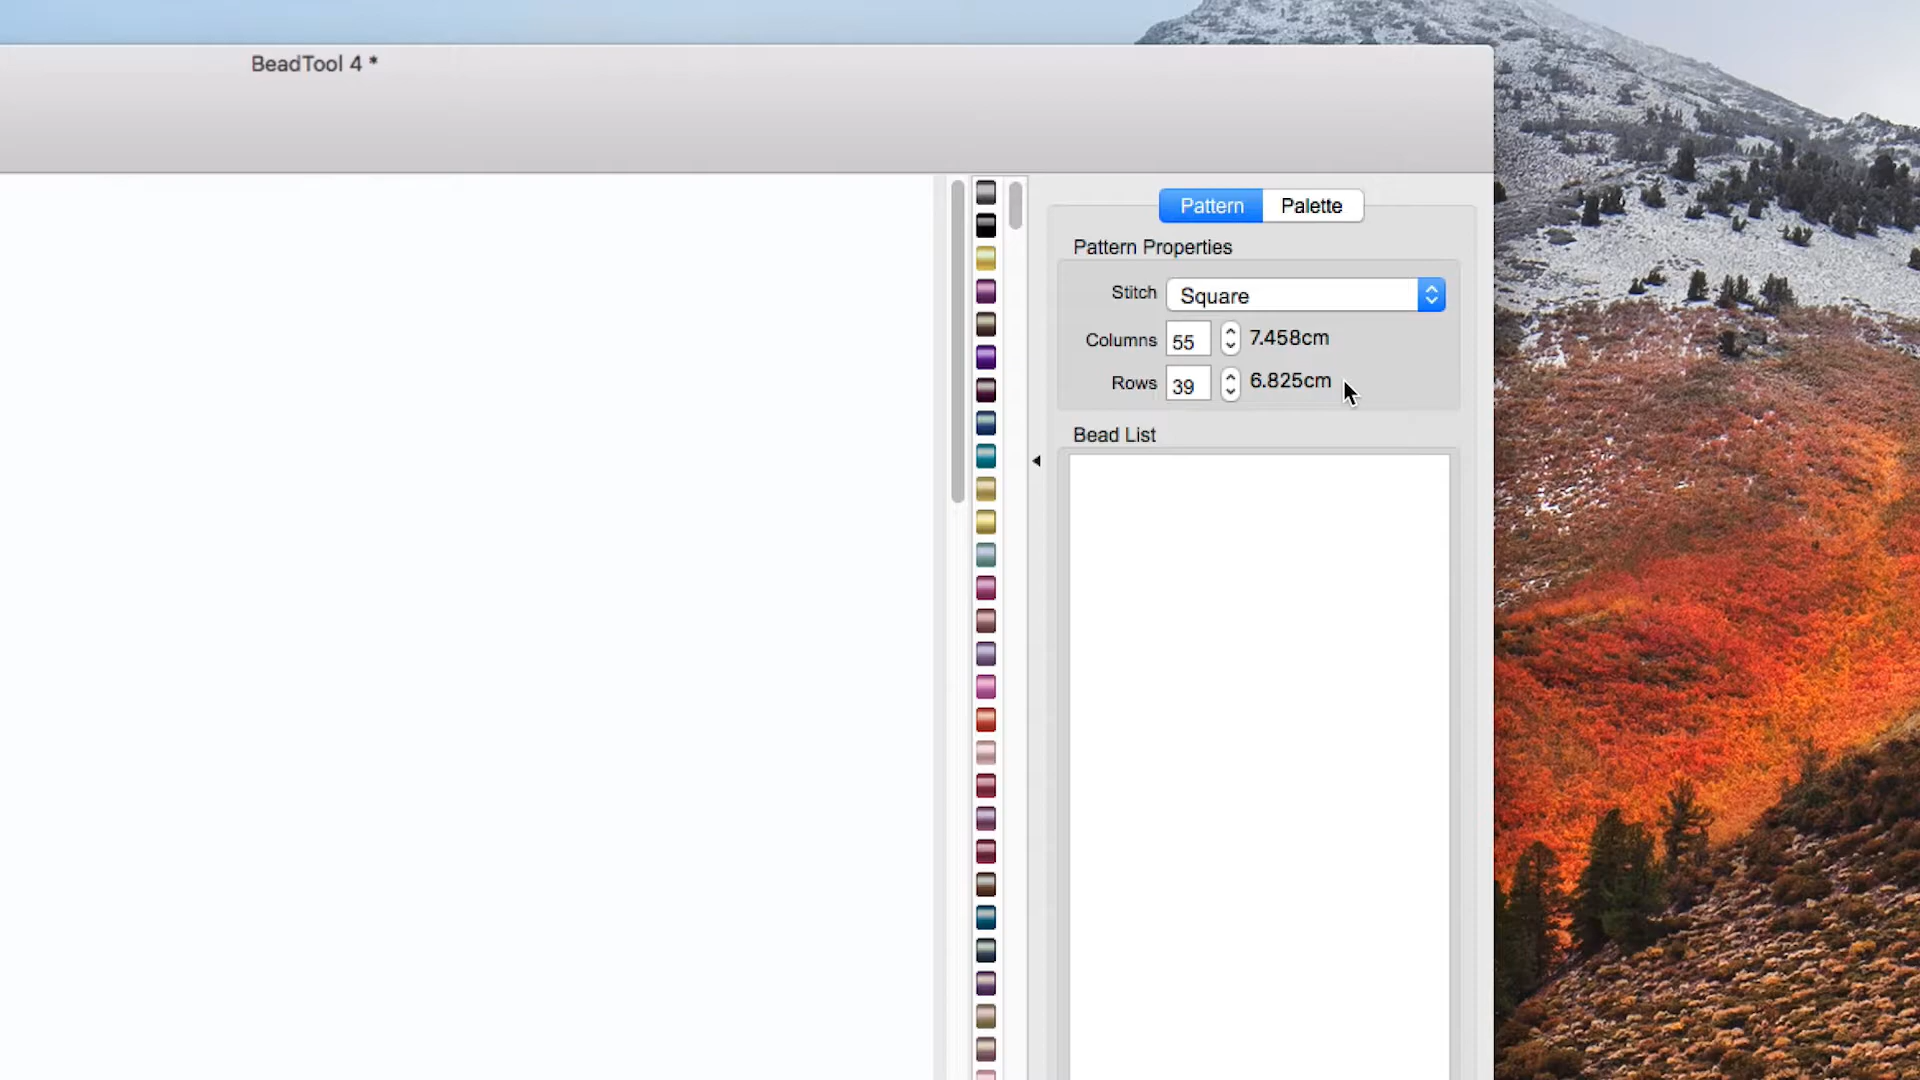 BeadTool 4 *
Pattern Palette
Pattern Properties
Stitch Square
Columns 55 7.458cm
Rows 39 6.825cm
Bead List